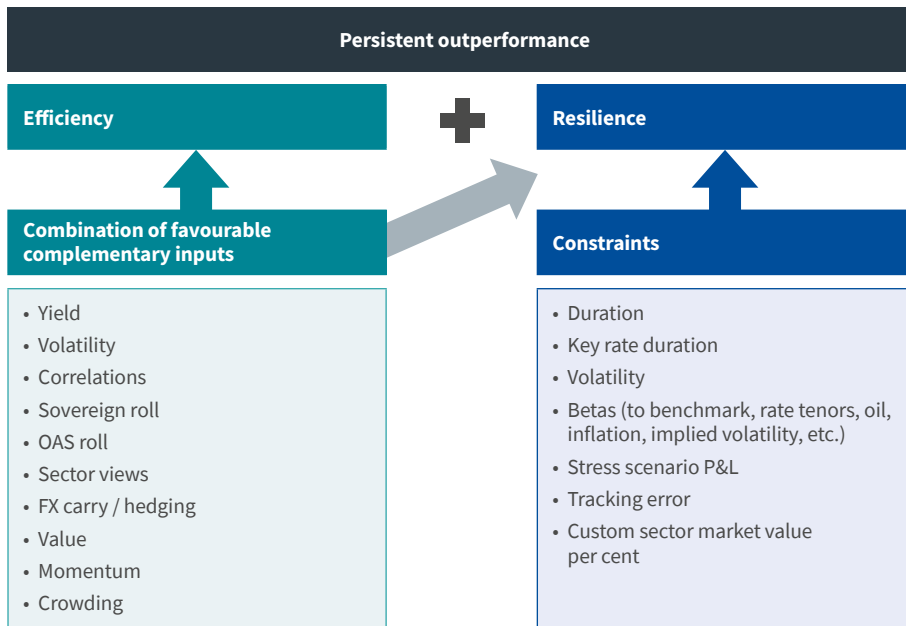 Persistent outperformance
Efficiency
Resilience
Combination of favourable
complementary inputs
Constraints
• Yield
• Volatility
• Correlations
• Sovereign roll
• OAS roll
• Sector views
• FX carry / hedging
• Value
• Momentum
• Crowding
• Duration
• Key rate duration
• Volatility
• Betas (to benchmark, rate tenors, oil,
inflation, implied volatility, etc.)
• Stress scenario P&L
• Tracking error
• Custom sector market value
per cent